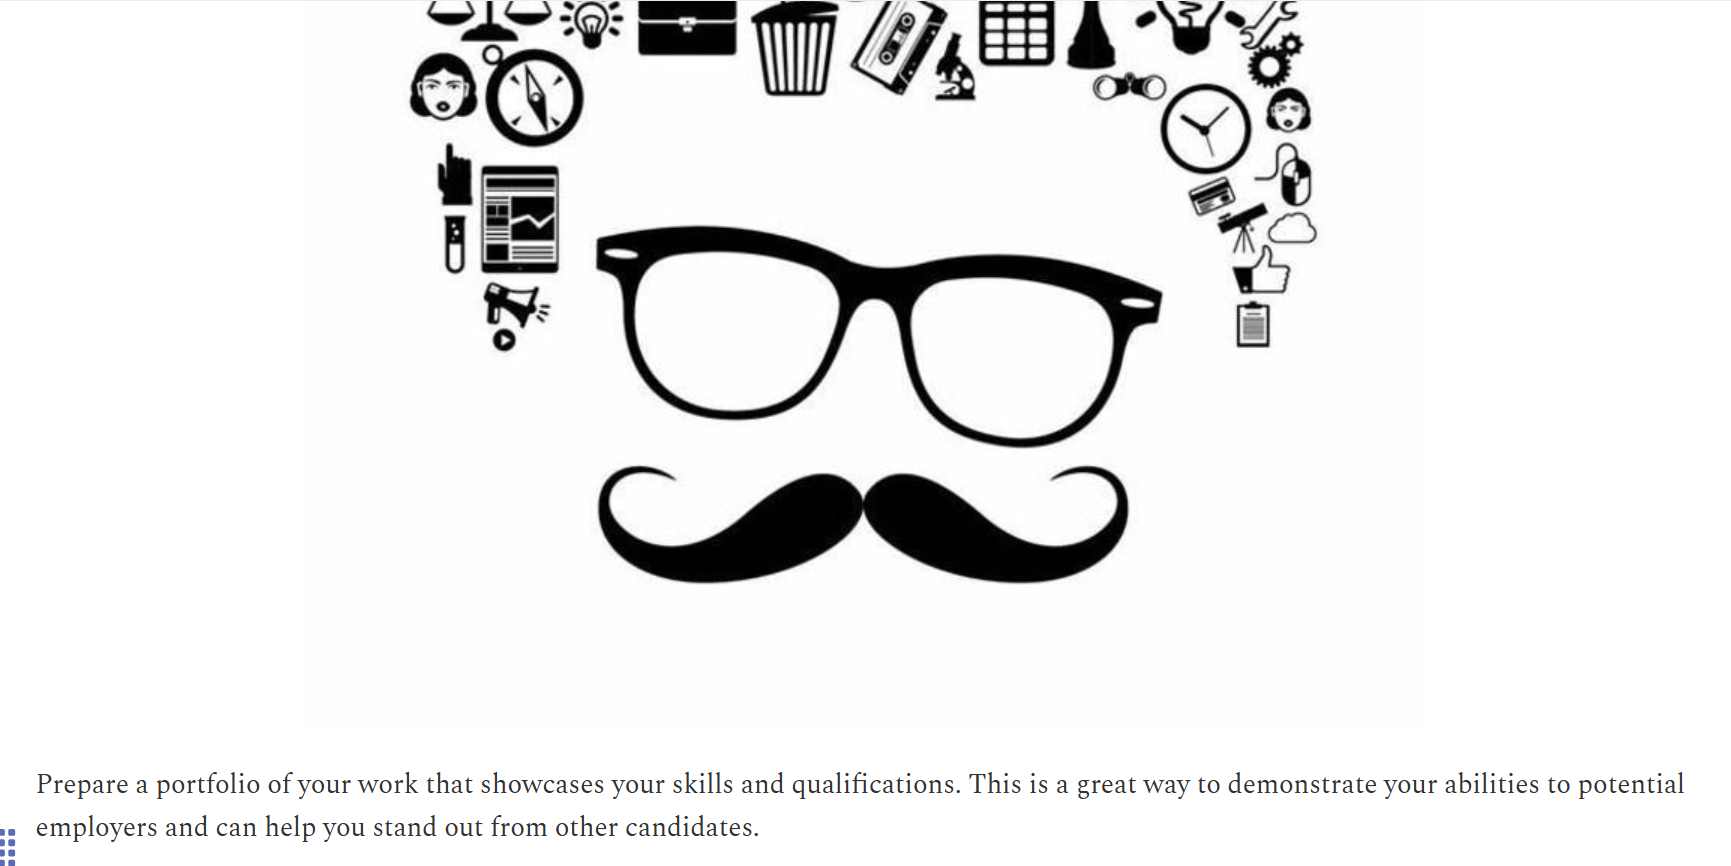 Prepare a portfolio of your work that showcases your skills and qualifications. This is a great way to demonstrate your abilities to potential
employers and can help you stand out from other candidates.